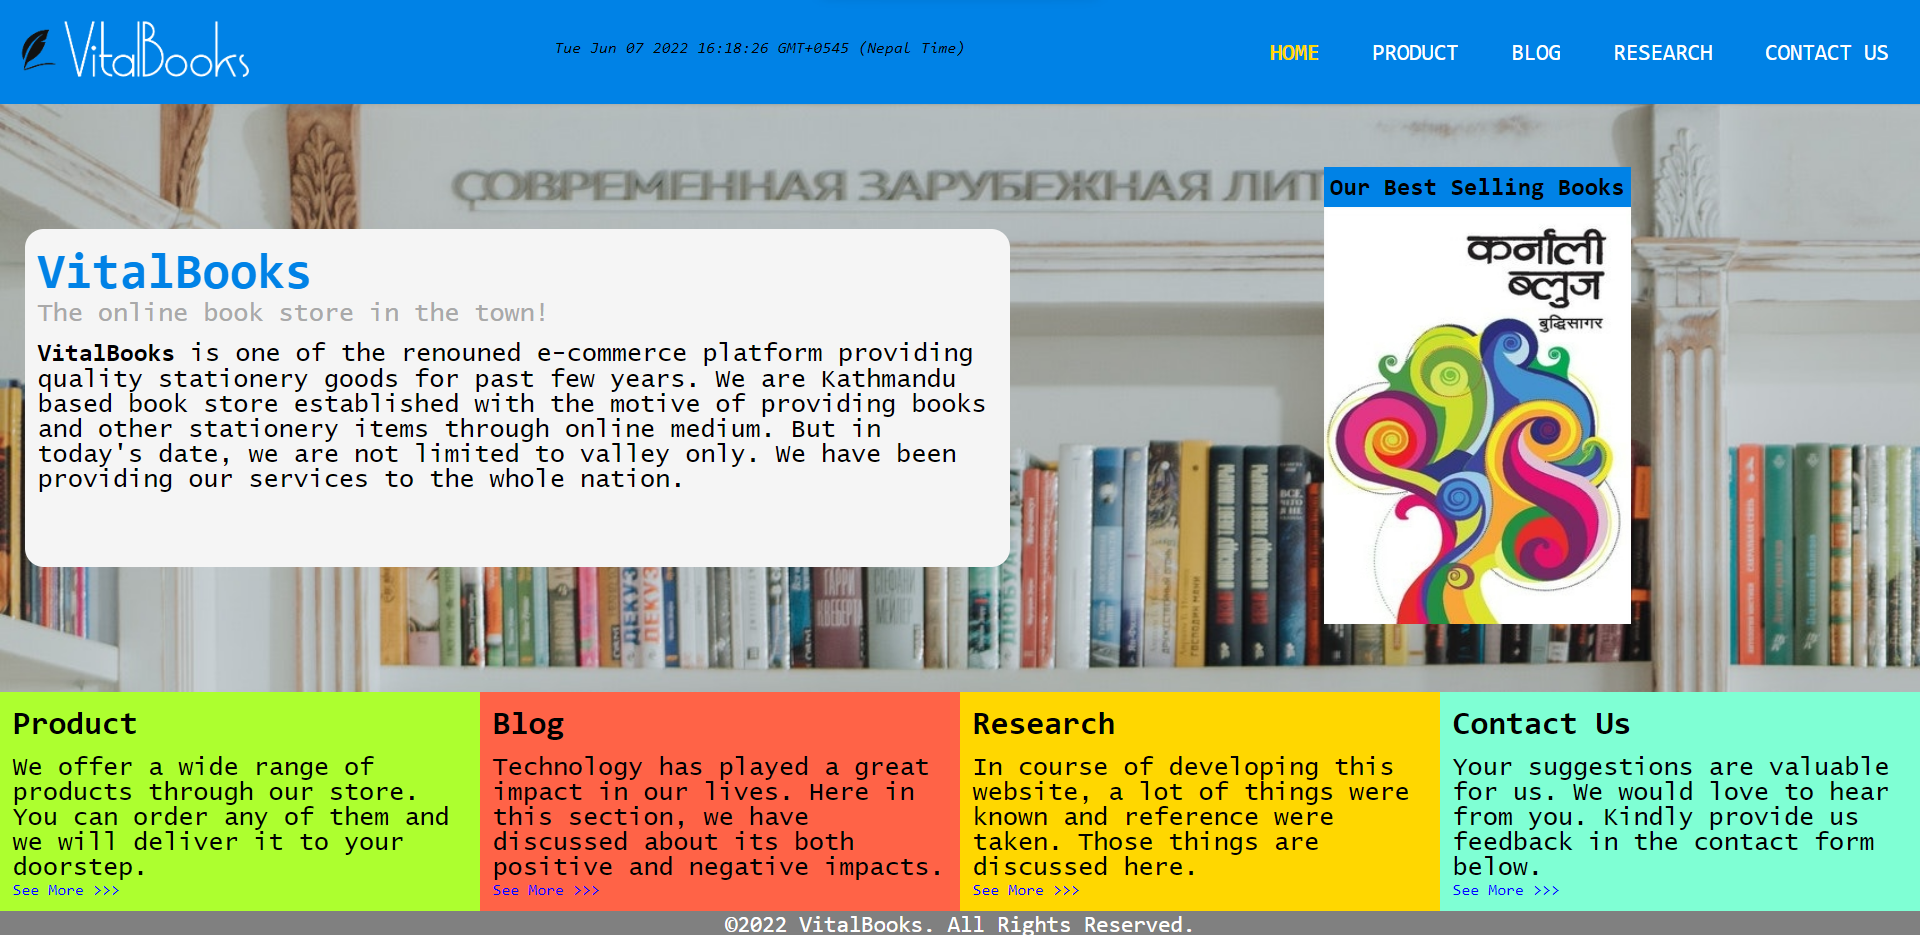 VitalBooks
Tue Jun 07 2022 16:18:26 GMT+0545 (Nepal Time)
HOME PRODUCT BLOG RESEARCH CONTACT US
СОВРЕМЕННАЯ ЗАРУБЕЖНАЯ
Our Best Selling Books
कर्नाली
ब्लुज
बुद्धिसागर
VitalBooks
The online book store in the town!
VitalBooks is one of the renouned e-commerce platform providing
quality stationery goods for past few years. We are Kathmandu
based book store established with the motive of providing books
and other stationery items through online medium. But in
today's date, we are not limited to valley only. We have been
providing our services to the whole nation.
Product
We offer a wide range of
products through our store.
You can order any of them and
we will deliver it to your
doorstep.
See More >>>
Blog
Technology has played a great
impact in our lives. Here in
this section, we have
discussed about its both
positive and negative impacts.
See More >>>
Research
In course of developing this
website, a lot of things were
known and reference were
taken. Those things are
discussed here.
See More >>>
Contact Us
Your suggestions are valuable
for us. We would love to hear
from you. Kindly provide us
feedback in the contact form
below.
See More >>>
©2022 VitalBooks. All Rights Reserved.